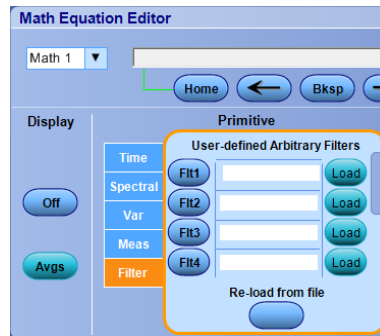 Math Equation Editor
Math 1
Home
Bksp
Display
Primitive
Off
Avgs
Time
Spectral
Var
Meas
Filter
User-defined Arbitrary Filters
Flt1 Load
Flt2 Load
Flt3 Load
Flt4 Load
Re-load from file